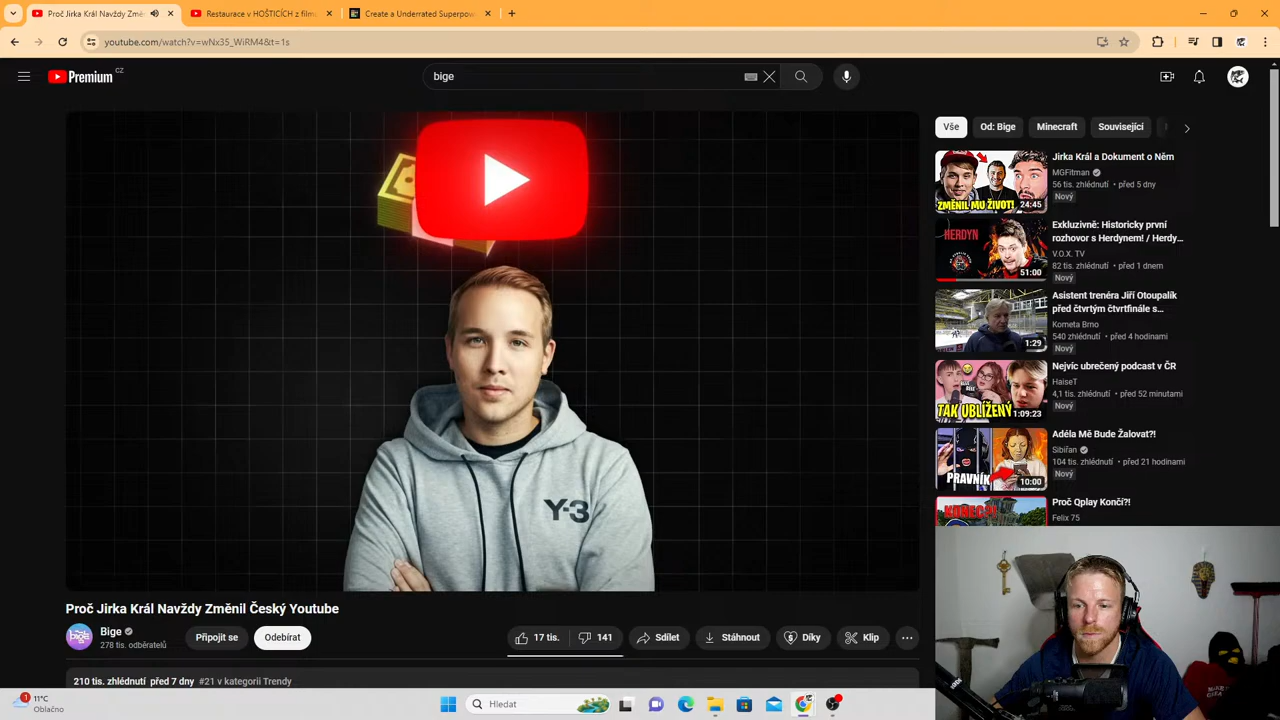 Proč Jirka Král Navždy Změn
Restaurace v HOŠTICÍCH z film
Create a Underrated Superpow
youtube.com/watch?v=wNx35_WiRM4&t=1s
Premium CZ
bige
Vše
Od: Bige
Minecraft
Související
ZMĚNIL MU ŽIVOT!
24:45
Jirka Král a Dokument o Něm
MGFitman
56 tis. zhlédnutí • před 5 dny
Nový
HERDYN
51:00
Exkluzivně: Historicky první
rozhovor s Herdynem! / Herdy...
V.O.X. TV
82 tis. zhlédnutí • před 1 dnem
Nový
1:29
Asistent trenéra Jiří Otoupalík
před čtvrtým čtvrtfinále s...
Kometa Brno
540 zhlédnutí • před 4 hodinami
Nový
TAK UBLÍŽENÝ
1:09:23
Nejvíc ubrečený podcast v ČR
HaiseT
4,1 tis. zhlédnutí • před 52 minutami
Nový
PRAVNÍK
10:00
Adéla Mě Bude Žalovat?!
Sibiřan
104 tis. zhlédnutí • před 21 hodinami
Nový
KONEC?!
Proč Qplay Končí?!
Felix 75
Y-3
Proč Jirka Král Navždy Změnil Český Youtube
Bige
278 tis. odběratelů
Připojit se
Odebírat
17 tis.
141
Sdílet
Stáhnout
Díky
Klip
210 tis. zhlédnutí před 7 dny #21 v kategorii Trendy
1
11°C
Oblačno
Hledat